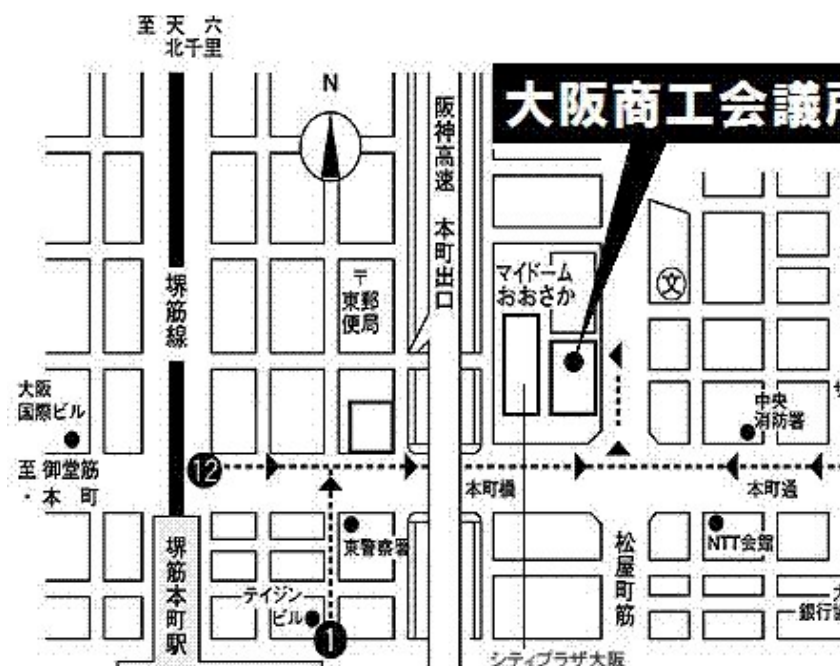 至 天 六
北千里
N
大阪商工会議
阪神高速 本町出口
マイドーム
おおさか
文
〒
東郵
便局
堺筋線
大阪
国際ビル
中央
消防署
至 御堂筋
・本 町
12
本町橋
本町通
東警察署
NTT会館
松屋町筋
堺筋本町駅
テイジン
ビル
1
銀行
シティプラザ大阪